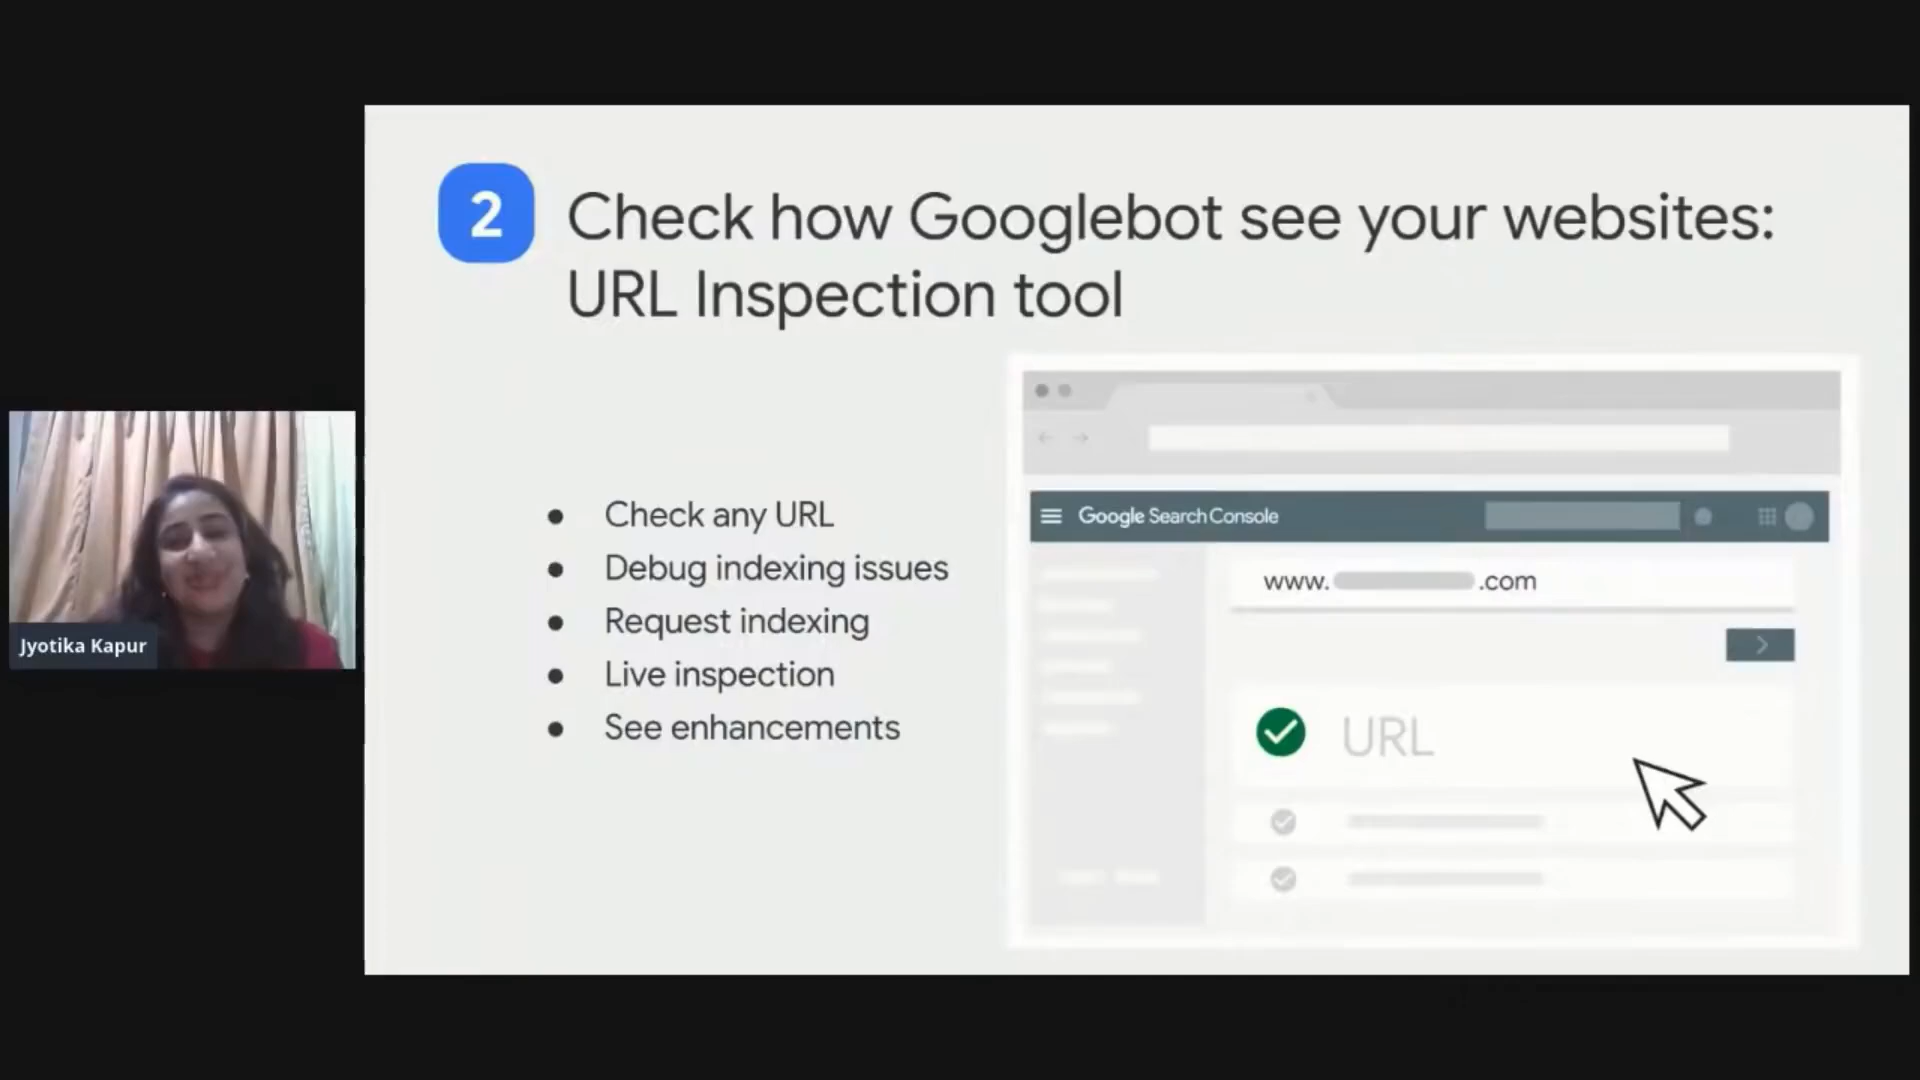 2
Check how Googlebot see your websites:
URL Inspection tool
• Check any URL
• Debug indexing issues
• Request indexing
• Live inspection
• See enhancements
Google Search Console
www. .com
URL
Jyotika Kapur